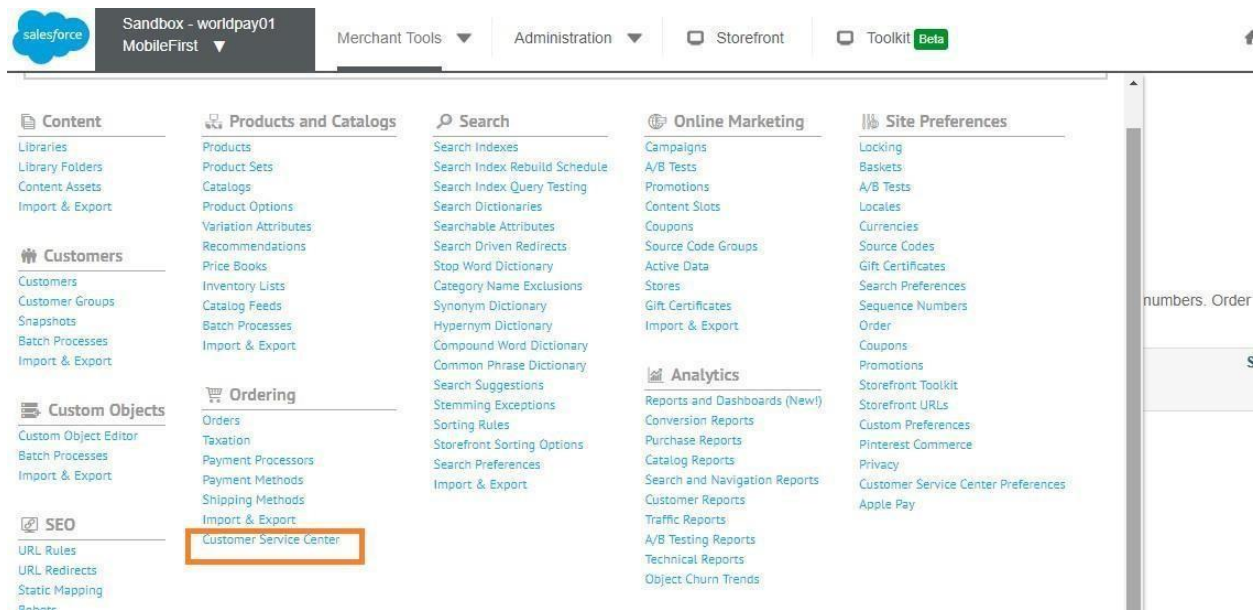 salesforce
Sandbox - worldpay01
MobileFirst
Merchant Tools
Administration
Storefront
Toolkit Beta
Content
Libraries
Library Folders
Content Assets
Import & Export
Customers
Customers
Customer Groups
Snapshots
Batch Processes
Import & Export
Custom Objects
Custom Object Editor
Batch Processes
Import & Export
SEO
URL Rules
URL Redirects
Static Mapping
Robots
Products and Catalogs
Products
Product Sets
Catalogs
Product Options
Variation Attributes
Recommendations
Price Books
Inventory Lists
Catalog Feeds
Batch Processes
Import & Export
Ordering
Orders
Taxation
Payment Processors
Payment Methods
Shipping Methods
Import & Export
Customer Service Center
Search
Search Indexes
Search Index Rebuild Schedule
Search Index Query Testing
Search Dictionaries
Searchable Attributes
Search Driven Redirects
Stop Word Dictionary
Category Name Exclusions
Synonym Dictionary
Hypernym Dictionary
Compound Word Dictionary
Common Phrase Dictionary
Search Suggestions
Stemming Exceptions
Sorting Rules
Storefront Sorting Options
Search Preferences
Import & Export
Online Marketing
Campaigns
A/B Tests
Promotions
Content Slots
Coupons
Source Code Groups
Active Data
Stores
Gift Certificates
Import & Export
Analytics
Reports and Dashboards (New!)
Conversion Reports
Purchase Reports
Catalog Reports
Search and Navigation Reports
Customer Reports
Traffic Reports
A/B Testing Reports
Technical Reports
Object Churn Trends
Site Preferences
Locking
Baskets
A/B Tests
Locales
Currencies
Source Codes
Gift Certificates
Search Preferences
Sequence Numbers
Order
Coupons
Promotions
Storefront Toolkit
Storefront URLs
Custom Preferences
Pinterest Commerce
Privacy
Customer Service Center Preferences
Apple Pay
numbers. Order
S